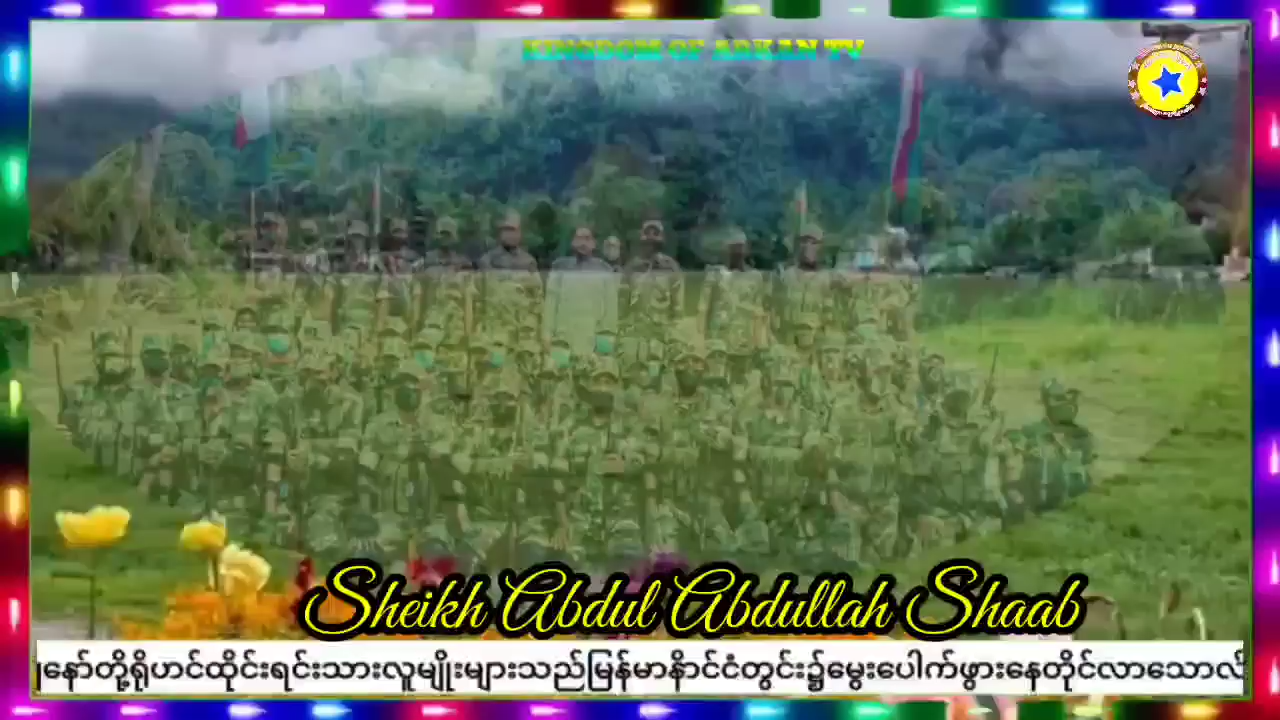 KINGDOM OF ARKAN TV
Sheikh Abdul Abdullah Shaab
နော်တို့ရိုဟင်ထိုင်းရင်းသားလူမျိုးများသည်မြန်မာနိာင်ငံတွင်း၌မွေးပေါက်ဖွားနေတိုင်လာသော